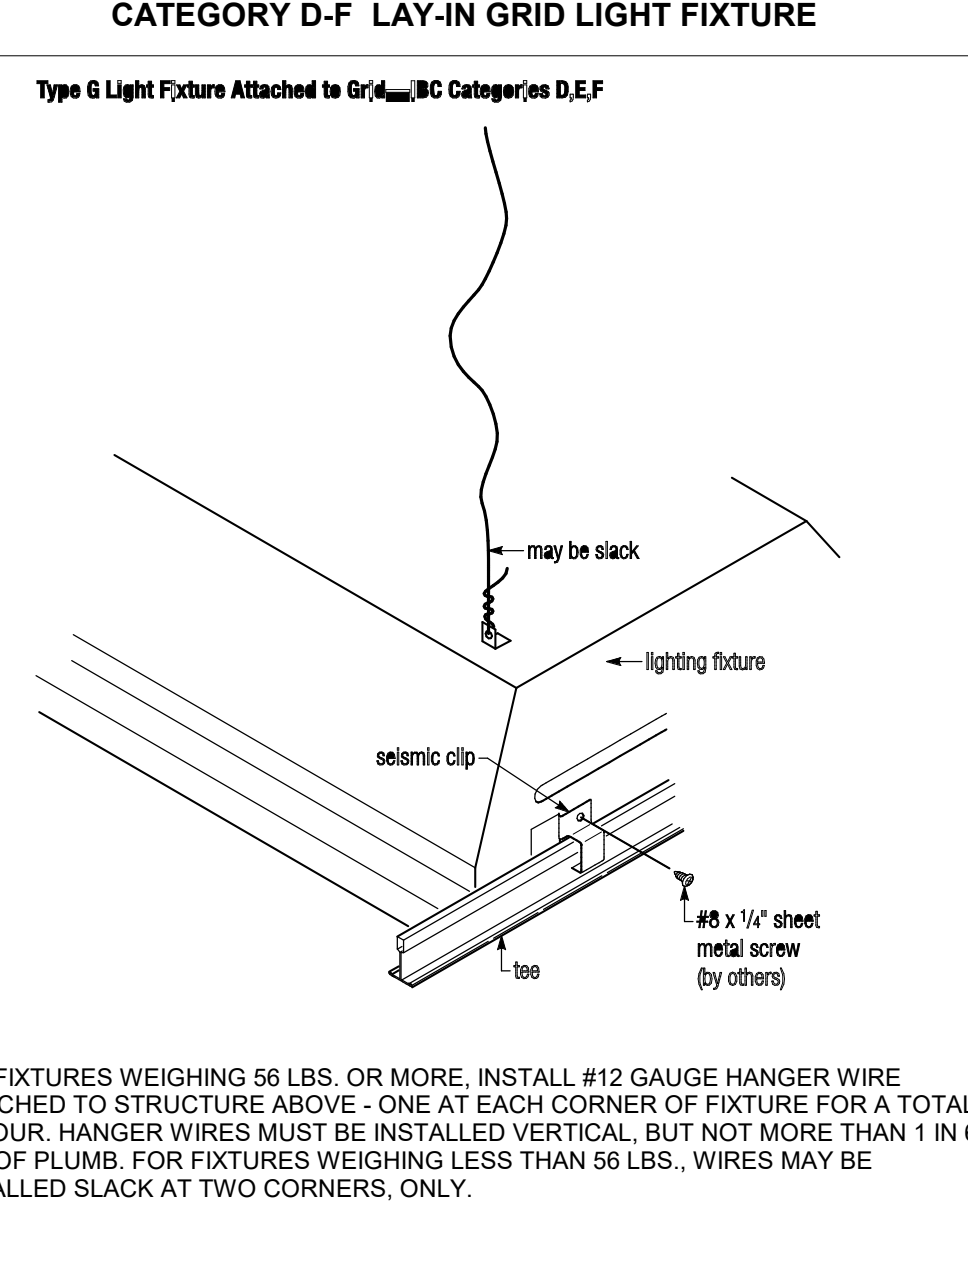 CATEGORY D-F LAY-IN GRID LIGHT FIXTURE
Type G Light Fixture Attached to Grid—IBC Categories D,E,F
may be slack
lighting fixture
seismic clip
#8 x 1/4" sheet
metal screw
(by others)
tee
FIXTURES WEIGHING 56 LBS. OR MORE, INSTALL #12 GAUGE HANGER WIRE
CHED TO STRUCTURE ABOVE - ONE AT EACH CORNER OF FIXTURE FOR A TOTAL
OUR. HANGER WIRES MUST BE INSTALLED VERTICAL, BUT NOT MORE THAN 1 IN 6
OF PLUMB. FOR FIXTURES WEIGHING LESS THAN 56 LBS., WIRES MAY BE
ALLED SLACK AT TWO CORNERS, ONLY.